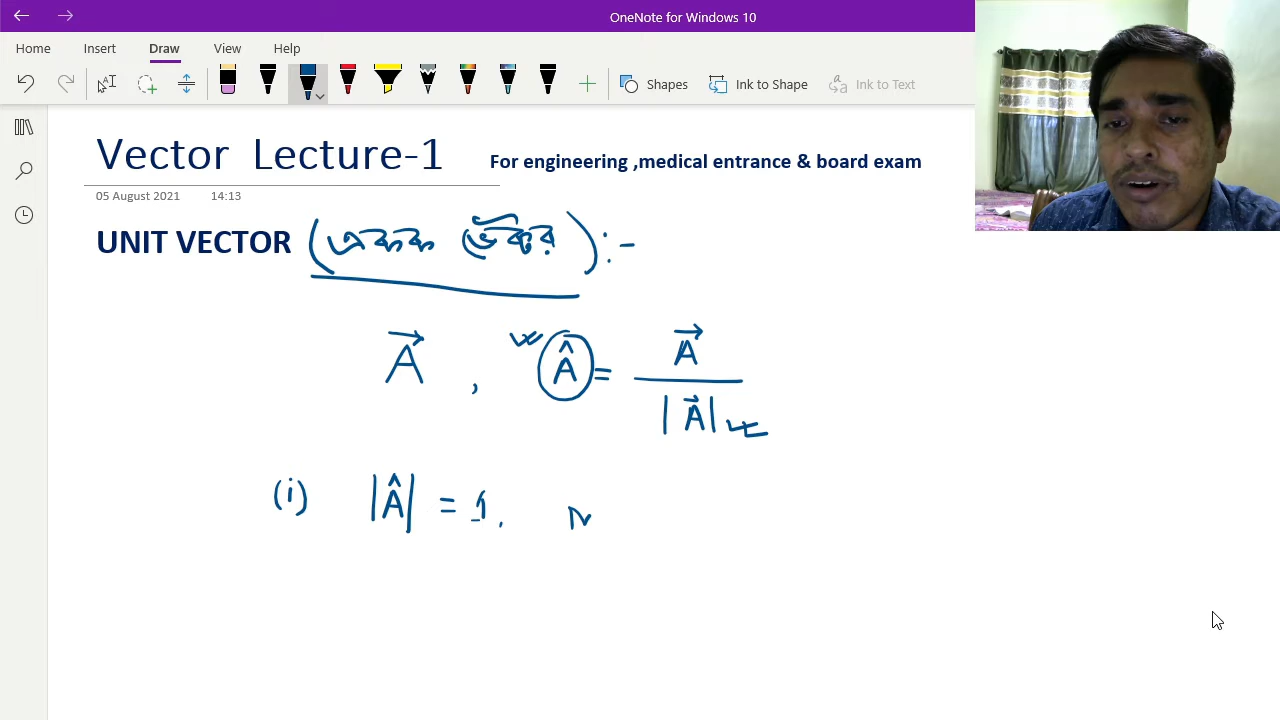 OneNote for Windows 10
Home Insert Draw View Help
Shapes Ink to Shape Ink to Text
Vector Lecture-1 For engineering ,medical entrance & board exam
05 August 2021 14:13
UNIT VECTOR (একক ভেক্টর) :-
A⃗ , Â = A⃗ / |A⃗|
(i) |Â| = 1, N